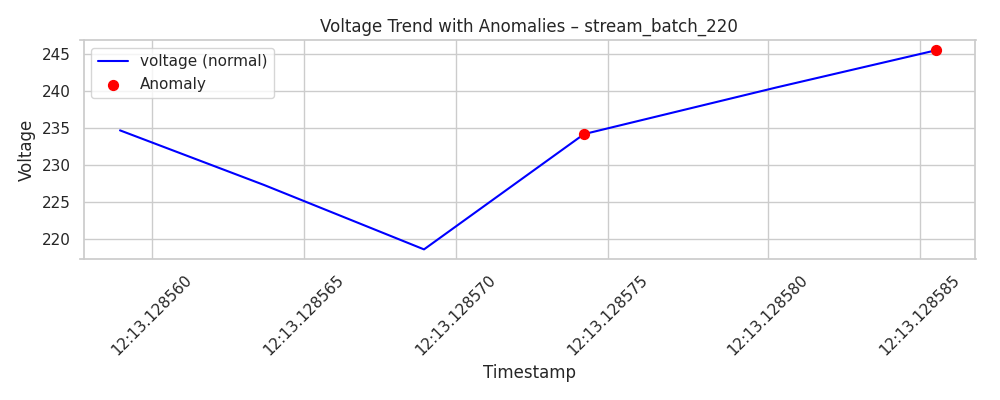 Voltage Trend with Anomalies – stream_batch_220
voltage (normal)
Anomaly
Voltage
245
240
235
230
225
220
12:13.128560
12:13.128565
12:13.128570
12:13.128575
12:13.128580
12:13.128585
Timestamp